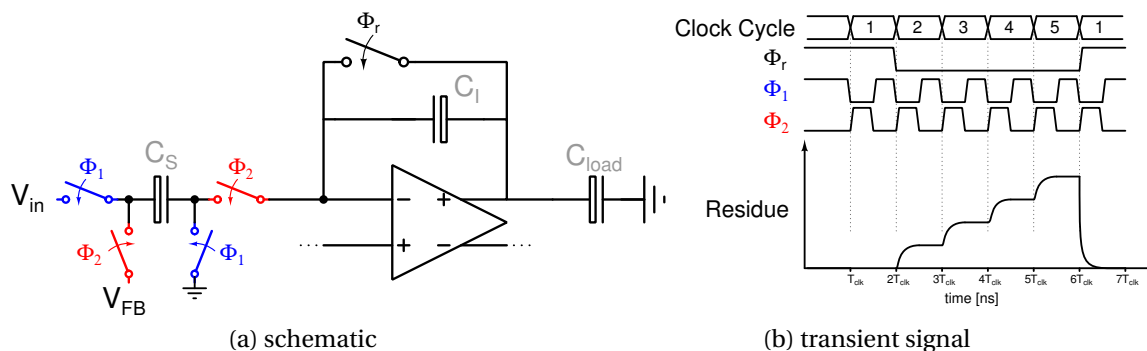 Φr
CI
CS
Φ1
Φ2
Cload
Vin
Φ2
Φ1
VFB
(a) schematic
Clock Cycle 1 2 3 4 5 1
Φr
Φ1
Φ2
Residue
Tclk 2Tclk 3Tclk 4Tclk 5Tclk 6Tclk 7Tclk
time [ns]
(b) transient signal